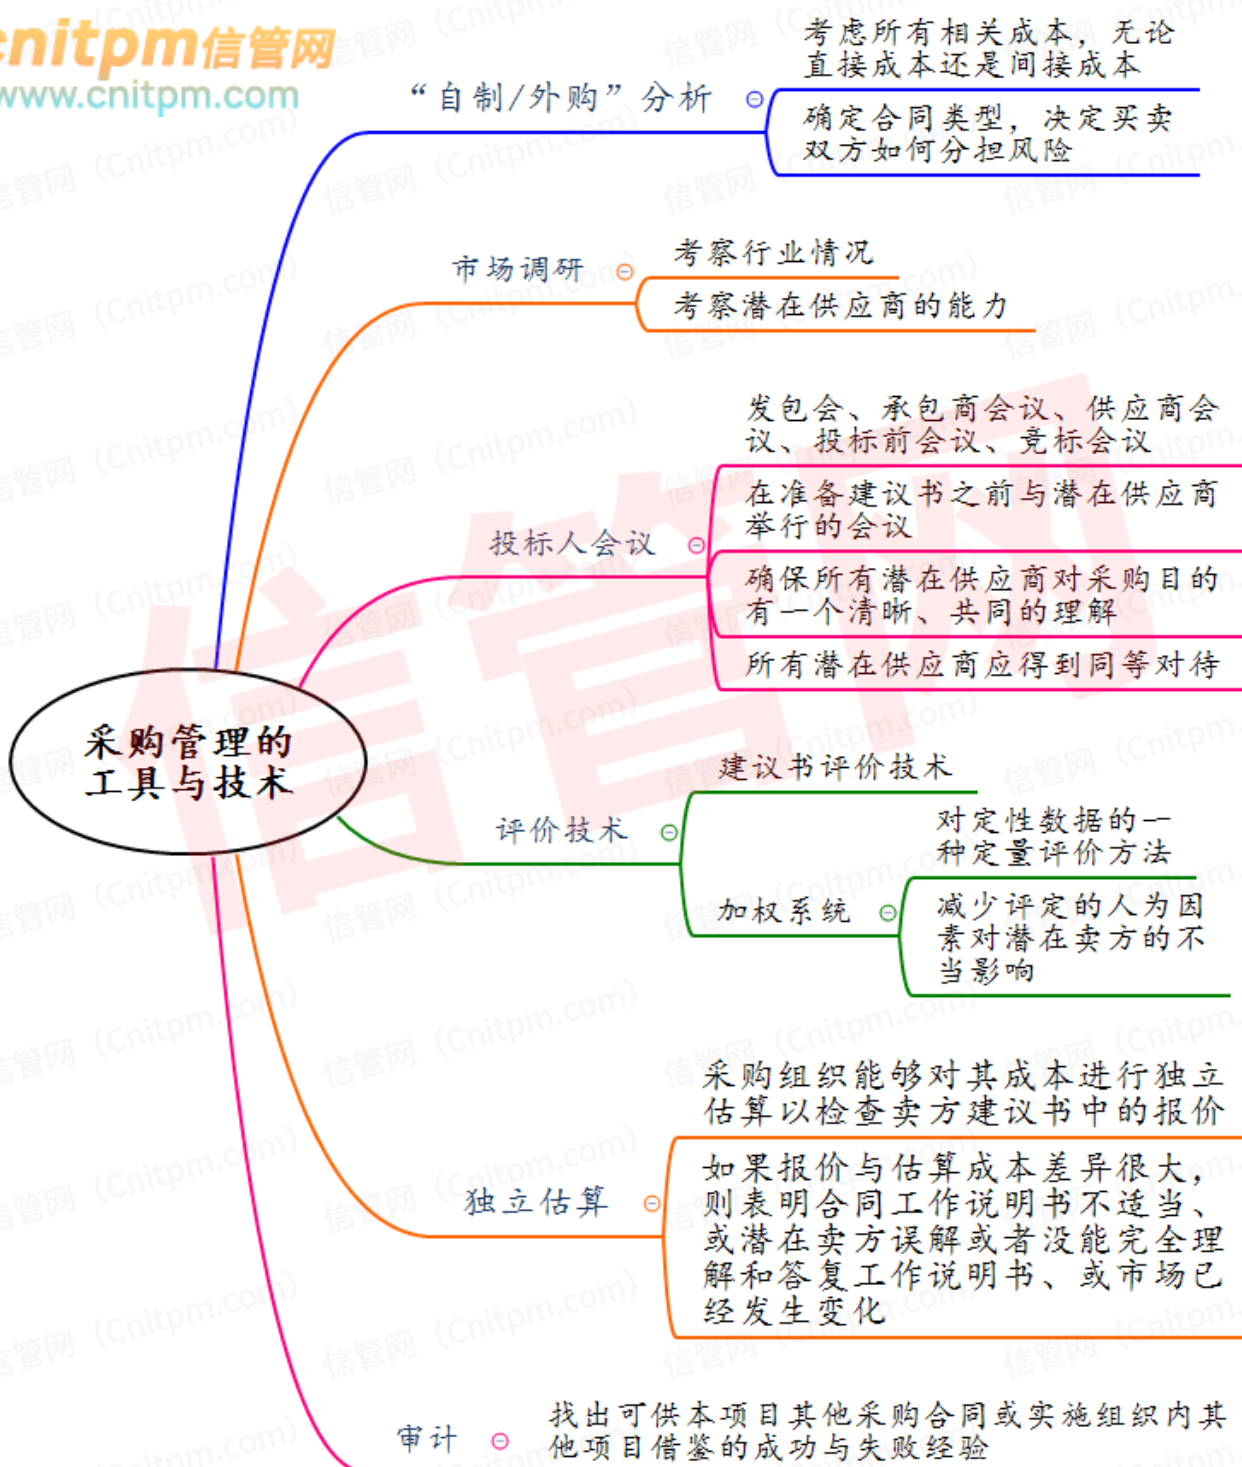 cnitpm信管网
www.cnitpm.com
考虑所有相关成本，无论
直接成本还是间接成本
“自制/外购”分析
确定合同类型，决定买卖
双方如何分担风险
市场调研
考察行业情况
考察潜在供应商的能力
发包会、承包商会议、供应商会
议、投标前会议、竞标会议
在准备建议书之前与潜在供应商
举行的会议
投标人会议
确保所有潜在供应商对采购目的
有一个清晰、共同的理解
所有潜在供应商应得到同等对待
采购管理的
工具与技术
建议书评价技术
评价技术
对定性数据的一
种定量评价方法
加权系统
减少评定的人为因
素对潜在卖方的不
当影响
采购组织能够对其成本进行独立
估算以检查卖方建议书中的报价
独立估算
如果报价与估算成本差异很大，
则表明合同工作说明书不适当、
或潜在卖方误解或者没能完全理
解和答复工作说明书、或市场已
经发生变化
审计
找出可供本项目其他采购合同或实施组织内其
他项目借鉴的成功与失败经验
信管网
信管网（Cnitpm.com）